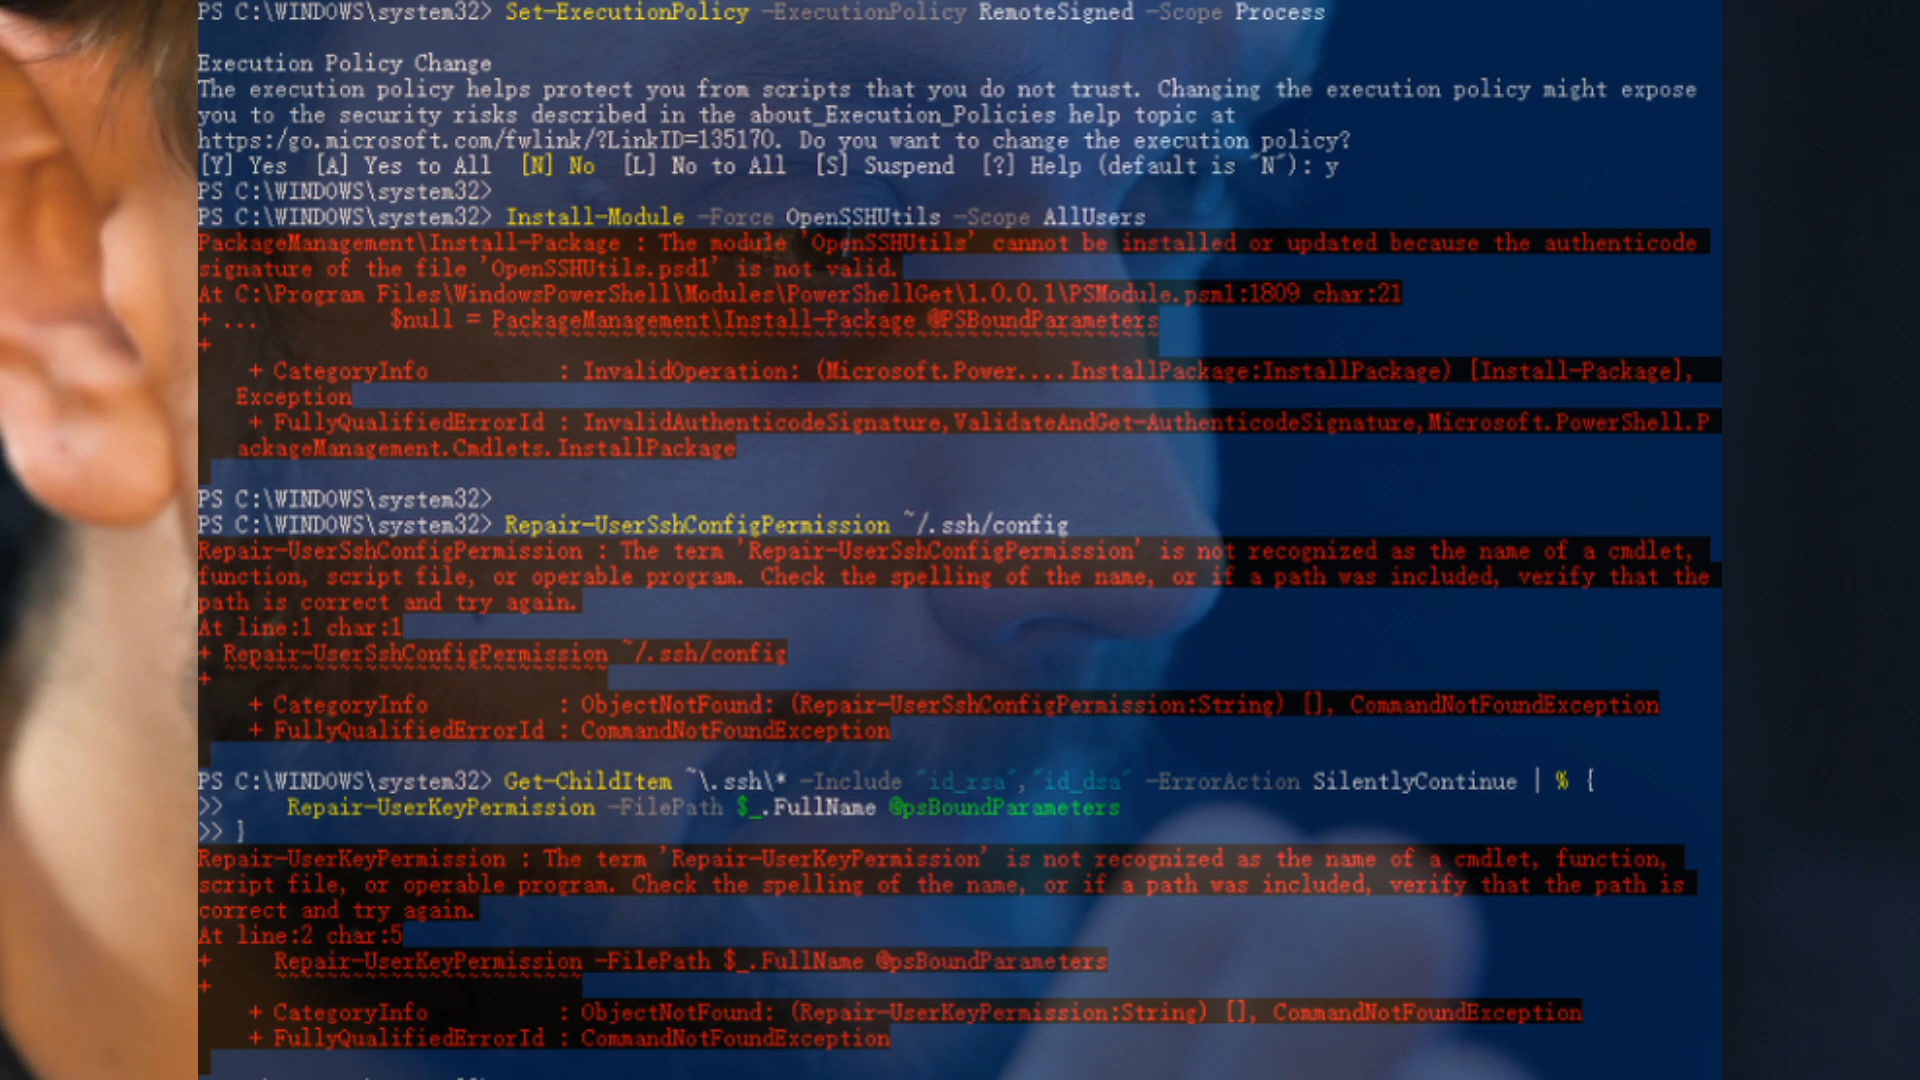 PS C:\WINDOWS\system32> Set-ExecutionPolicy -ExecutionPolicy RemoteSigned -Scope Process
Execution Policy Change
The execution policy helps protect you from scripts that you do not trust. Changing the execution policy might expose
you to the security risks described in the about_Execution_Policies help topic at
https:/go.microsoft.com/fwlink/?LinkID=135170. Do you want to change the execution policy?
[Y] Yes  [A] Yes to All  [N] No  [L] No to All  [S] Suspend  [?] Help (default is "N"): y
PS C:\WINDOWS\system32>
PS C:\WINDOWS\system32> Install-Module -Force OpenSSHUtils -Scope AllUsers
PackageManagement\Install-Package : The module 'OpenSSHUtils' cannot be installed or updated because the authenticode
signature of the file 'OpenSSHUtils.psd1' is not valid.
At C:\Program Files\WindowsPowerShell\Modules\PowerShellGet\1.0.0.1\PSModule.psm1:1809 char:21
+ ...          $null = PackageManagement\Install-Package @PSBoundParameters
+                      ~~~~~~~~~~~~~~~~~~~~~~~~~~~~~~~~~~~~~~~~~~~~~~~~~~~~
    + CategoryInfo          : InvalidOperation: (Microsoft.Power....InstallPackage:InstallPackage) [Install-Package],
   Exception
    + FullyQualifiedErrorId : InvalidAuthenticodeSignature,ValidateAndGet-AuthenticodeSignature,Microsoft.PowerShell.P
   ackageManagement.Cmdlets.InstallPackage
PS C:\WINDOWS\system32>
PS C:\WINDOWS\system32> Repair-UserSshConfigPermission ~/.ssh/config
Repair-UserSshConfigPermission : The term 'Repair-UserSshConfigPermission' is not recognized as the name of a cmdlet,
function, script file, or operable program. Check the spelling of the name, or if a path was included, verify that the
path is correct and try again.
At line:1 char:1
+ Repair-UserSshConfigPermission ~/.ssh/config
+ ~~~~~~~~~~~~~~~~~~~~~~~~~~~~~~
    + CategoryInfo          : ObjectNotFound: (Repair-UserSshConfigPermission:String) [], CommandNotFoundException
    + FullyQualifiedErrorId : CommandNotFoundException
PS C:\WINDOWS\system32> Get-ChildItem ~\.ssh\* -Include "id_rsa","id_dsa" -ErrorAction SilentlyContinue | % {
>>     Repair-UserKeyPermission -FilePath $_.FullName @psBoundParameters
>> }
Repair-UserKeyPermission : The term 'Repair-UserKeyPermission' is not recognized as the name of a cmdlet, function,
script file, or operable program. Check the spelling of the name, or if a path was included, verify that the path is
correct and try again.
At line:2 char:5
+     Repair-UserKeyPermission -FilePath $_.FullName @psBoundParameters
+     ~~~~~~~~~~~~~~~~~~~~~~~~
    + CategoryInfo          : ObjectNotFound: (Repair-UserKeyPermission:String) [], CommandNotFoundException
    + FullyQualifiedErrorId : CommandNotFoundException